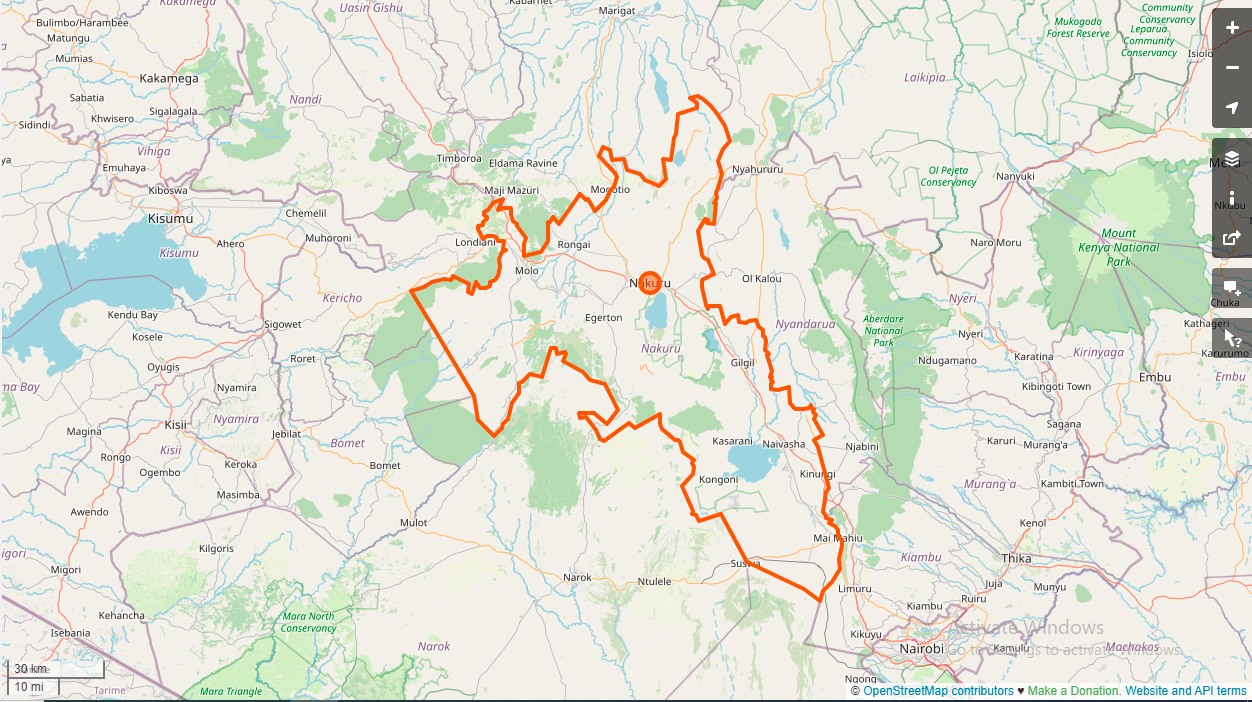 Bulimbo/Harambee
Kakamega
Uasin Gishu
Kabarnet
Marigat
Mukogodo
Forest Reserve
Community
Conservancy
Leparua
Community
Conservancy
Isiolo
Matungu
Mumias
Kakamega
Laikipia
Sabatia
Sigalagala
Nandi
Khwisero
Sidindi
Vihiga
Timboroa
Eldama Ravine
Emuhaya
Nyahururu
Ol Pejeta
Conservancy
Nanyuki
Kiboswa
Maji Mazuri
Mogotio
Nkubu
Kisumu
Chemelil
Mount
Kenya National
Park
Ahero
Muhoroni
Londiani
Rongai
Naro Moru
Kisumu
Molo
Nakuru
Ol Kalou
Kericho
Nyeri
Chuka
Kendu Bay
Sigowet
Egerton
Nyandarua
Aberdare
National
Park
Nyeri
Kathageri
Kosele
Nakuru
Karatina
Kirinyaga
Karurumo
Oyugis
Roret
Gilgil
Ndugamano
Embu
Embu
ma Bay
Nyamira
Kibingoti Town
Nyamira
Kisii
Sagana
Magina
Jebilat
Bomet
Kasarani
Naivasha
Njabini
Karuri
Murang'a
Rongo
Kisii
Keroka
Bomet
Kinungi
Ogembo
Kongoni
Murang'a
Kambiti Town
Masimba
Awendo
Mulot
Kenol
Mai Mahiu
Kilgoris
Kiambu
Thika
igori
Migori
Suswa
Narok
Ntulele
Limuru
Juja
Munyu
Kehancha
Mara North
Conservancy
Kiambu
Ruiru
Isebania
Kikuyu
Activate Windows
Narok
Nairobi
Go to Settings to activate Windows.
Kamulu
Machakos
30 km
Ngong
10 mi
Tarime
Mara Triangle
© OpenStreetMap contributors ♥ Make a Donation. Website and API terms